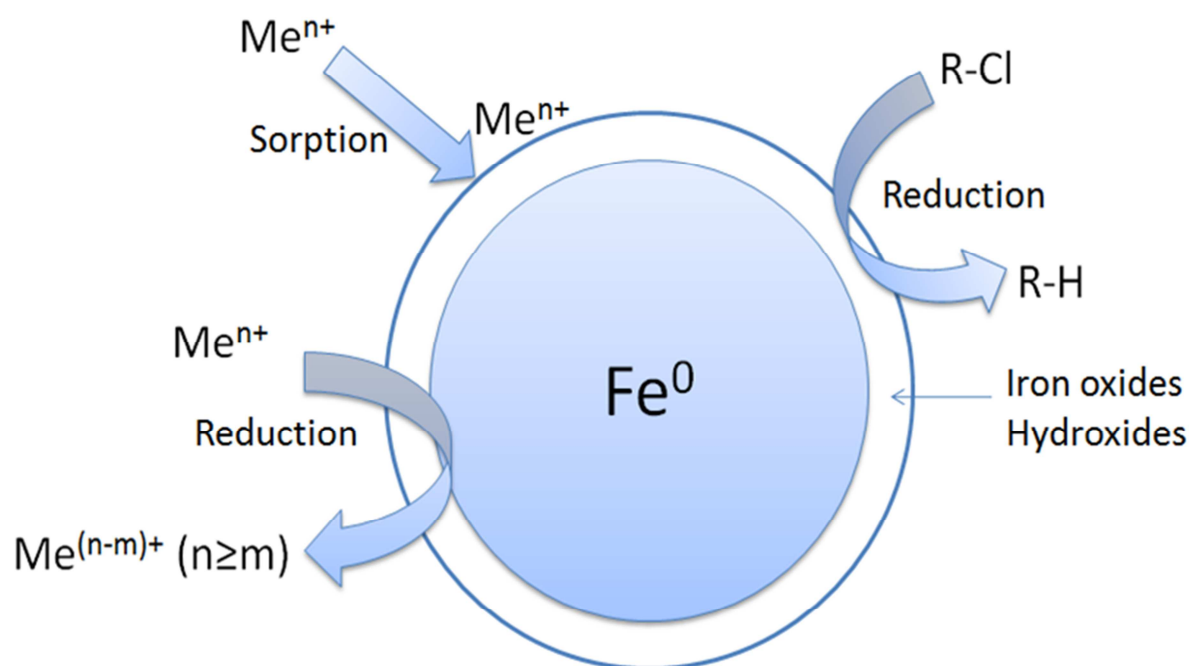 Meⁿ⁺
Sorption
Meⁿ⁺
R-Cl
Reduction
R-H
Meⁿ⁺
Reduction
Me⁽ⁿ⁻ᵐ⁾⁺ (n≥m)
Fe⁰
Iron oxides
Hydroxides